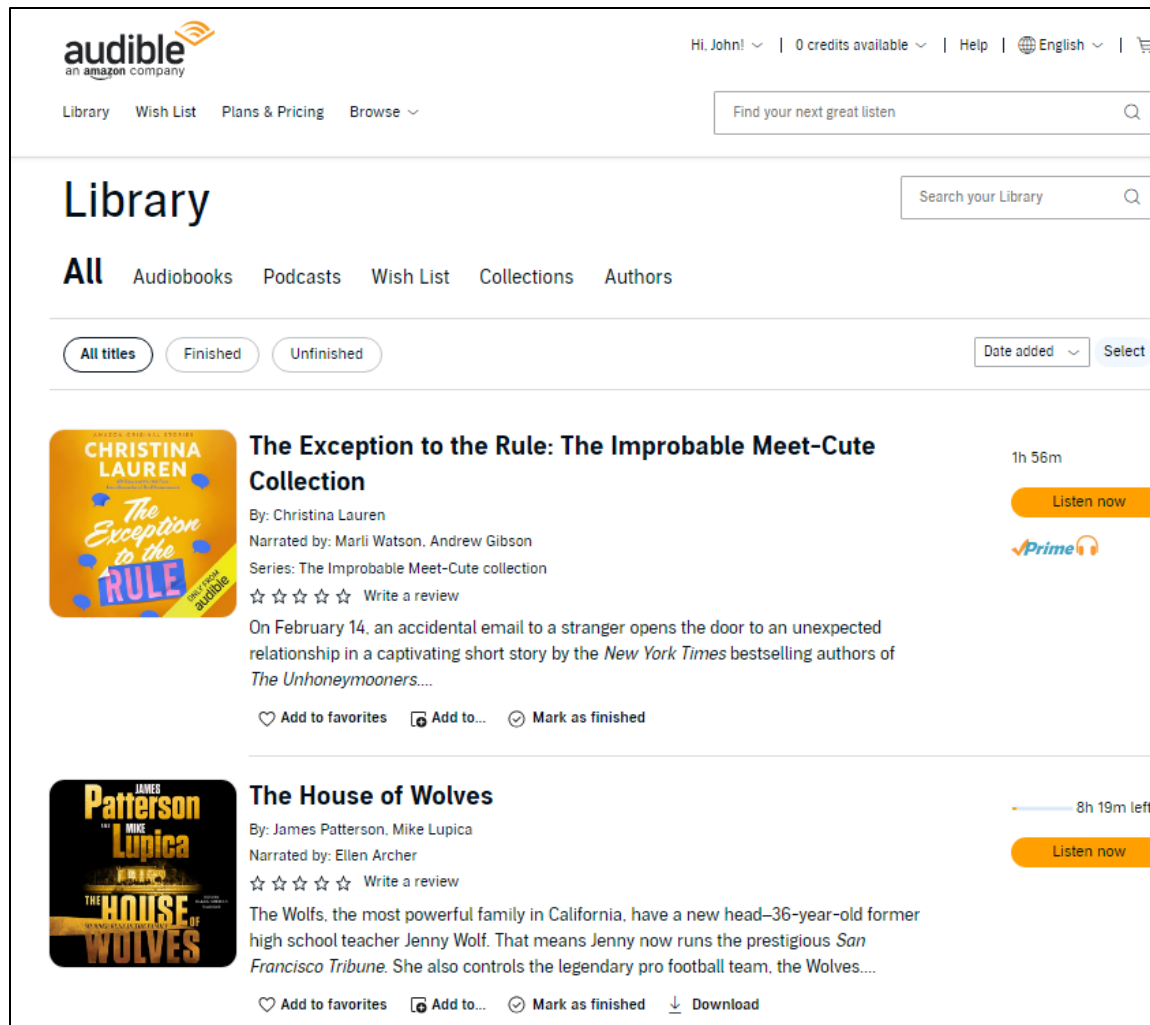 audible
an amazon company
Hi, John! | 0 credits available | Help | English |
Library Wish List Plans & Pricing Browse
Find your next great listen
Library
Search your Library
All Audiobooks Podcasts Wish List Collections Authors
All titles Finished Unfinished
Date added Select
AMAZON ORIGINAL STORIES
CHRISTINA
LAUREN
The
Exception
to the
RULE
ONLY FROM
audible
The Exception to the Rule: The Improbable Meet-Cute
Collection
By: Christina Lauren
Narrated by: Marli Watson, Andrew Gibson
Series: The Improbable Meet-Cute collection
Write a review
On February 14, an accidental email to a stranger opens the door to an unexpected
relationship in a captivating short story by the New York Times bestselling authors of
The Unhoneymooners....
Add to favorites Add to... Mark as finished
1h 56m
Listen now
Prime
JAMES
Patterson
AND
MIKE
Lupica
THE
HOUSE
OF
WOLVES
The House of Wolves
By: James Patterson, Mike Lupica
Narrated by: Ellen Archer
Write a review
The Wolfs, the most powerful family in California, have a new head–36-year-old former
high school teacher Jenny Wolf. That means Jenny now runs the prestigious San
Francisco Tribune. She also controls the legendary pro football team, the Wolves....
Add to favorites Add to... Mark as finished Download
8h 19m left
Listen now